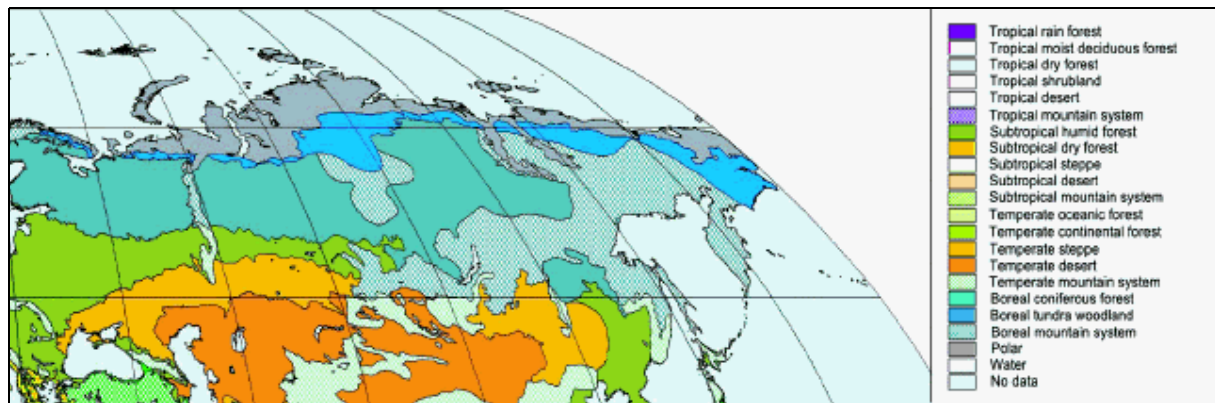 Tropical rain forest
Tropical moist deciduous forest
Tropical dry forest
Tropical shrubland
Tropical desert
Tropical mountain system
Subtropical humid forest
Subtropical dry forest
Subtropical steppe
Subtropical desert
Subtropical mountain system
Temperate oceanic forest
Temperate continental forest
Temperate steppe
Temperate desert
Temperate mountain system
Boreal coniferous forest
Boreal tundra woodland
Boreal mountain system
Polar
Water
No data